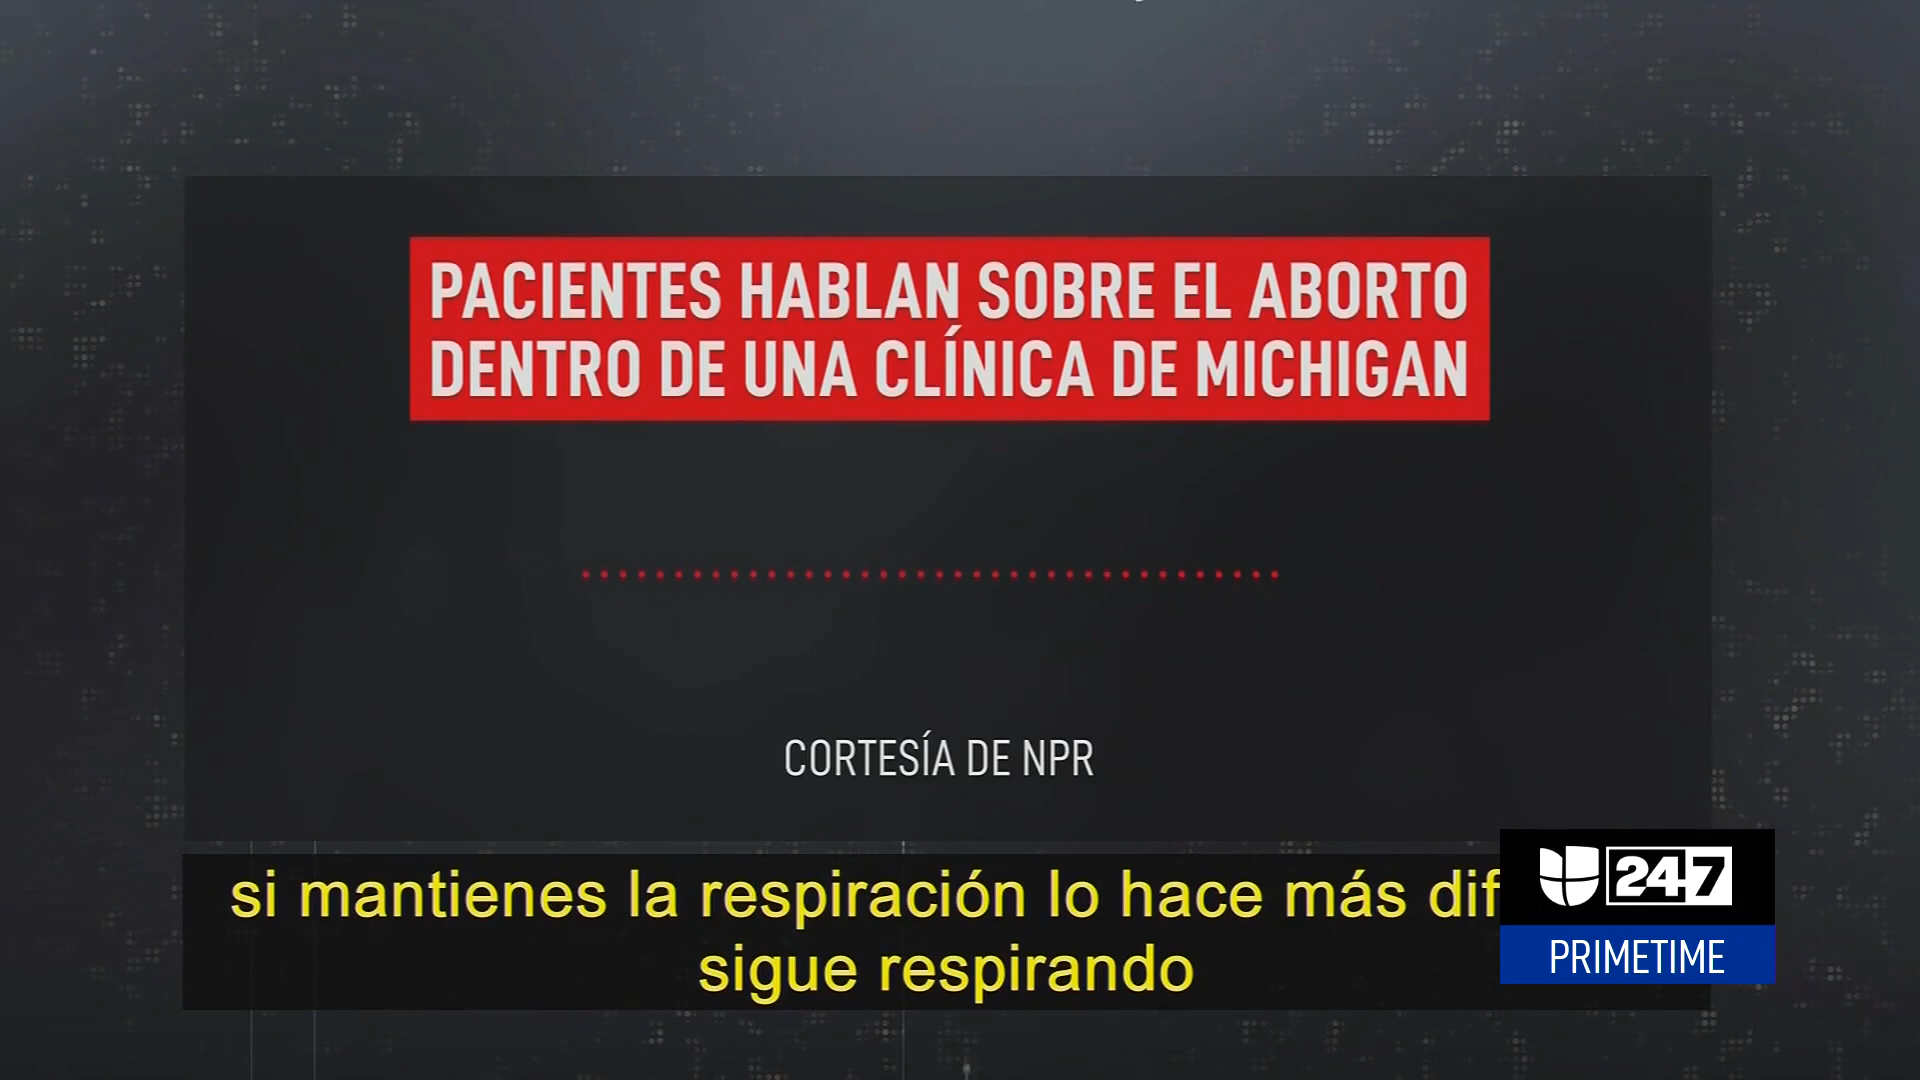 PACIENTES HABLAN SOBRE EL ABORTO
DENTRO DE UNA CLÍNICA DE MICHIGAN
CORTESÍA DE NPR
si mantienes la respiración lo hace más
sigue respirando
24-7
PRIMETIME